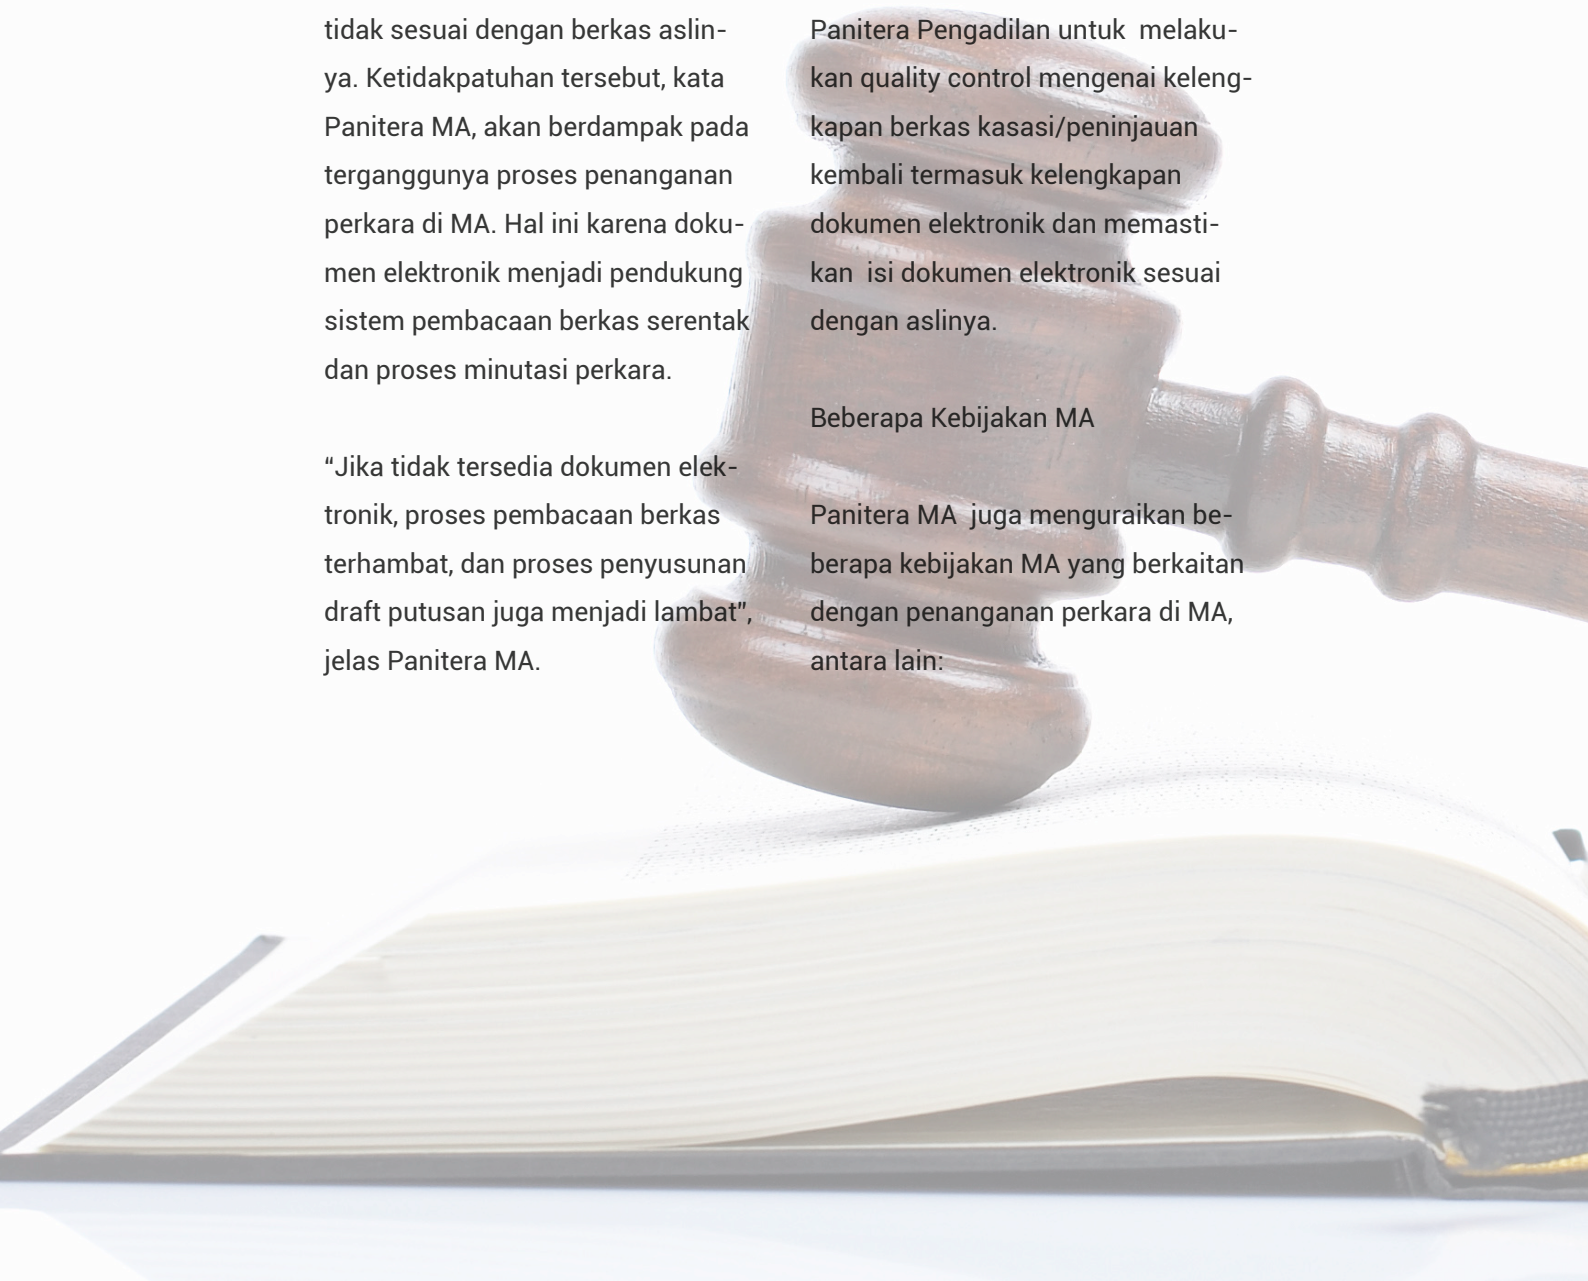 tidak sesuai dengan berkas aslin-
ya. Ketidakpatuhan tersebut, kata
Panitera MA, akan berdampak pada
terganggunya proses penanganan
perkara di MA. Hal ini karena doku-
men elektronik menjadi pendukung
sistem pembacaan berkas serentak
dan proses minutasi perkara.
“Jika tidak tersedia dokumen elek-
tronik, proses pembacaan berkas
terhambat, dan proses penyusunan
draft putusan juga menjadi lambat”,
jelas Panitera MA.
Panitera Pengadilan untuk  melaku-
kan quality control mengenai keleng-
kapan berkas kasasi/peninjauan
kembali termasuk kelengkapan
dokumen elektronik dan memasti-
kan  isi dokumen elektronik sesuai
dengan aslinya.
Beberapa Kebijakan MA
Panitera MA  juga menguraikan be-
berapa kebijakan MA yang berkaitan
dengan penanganan perkara di MA,
antara lain: